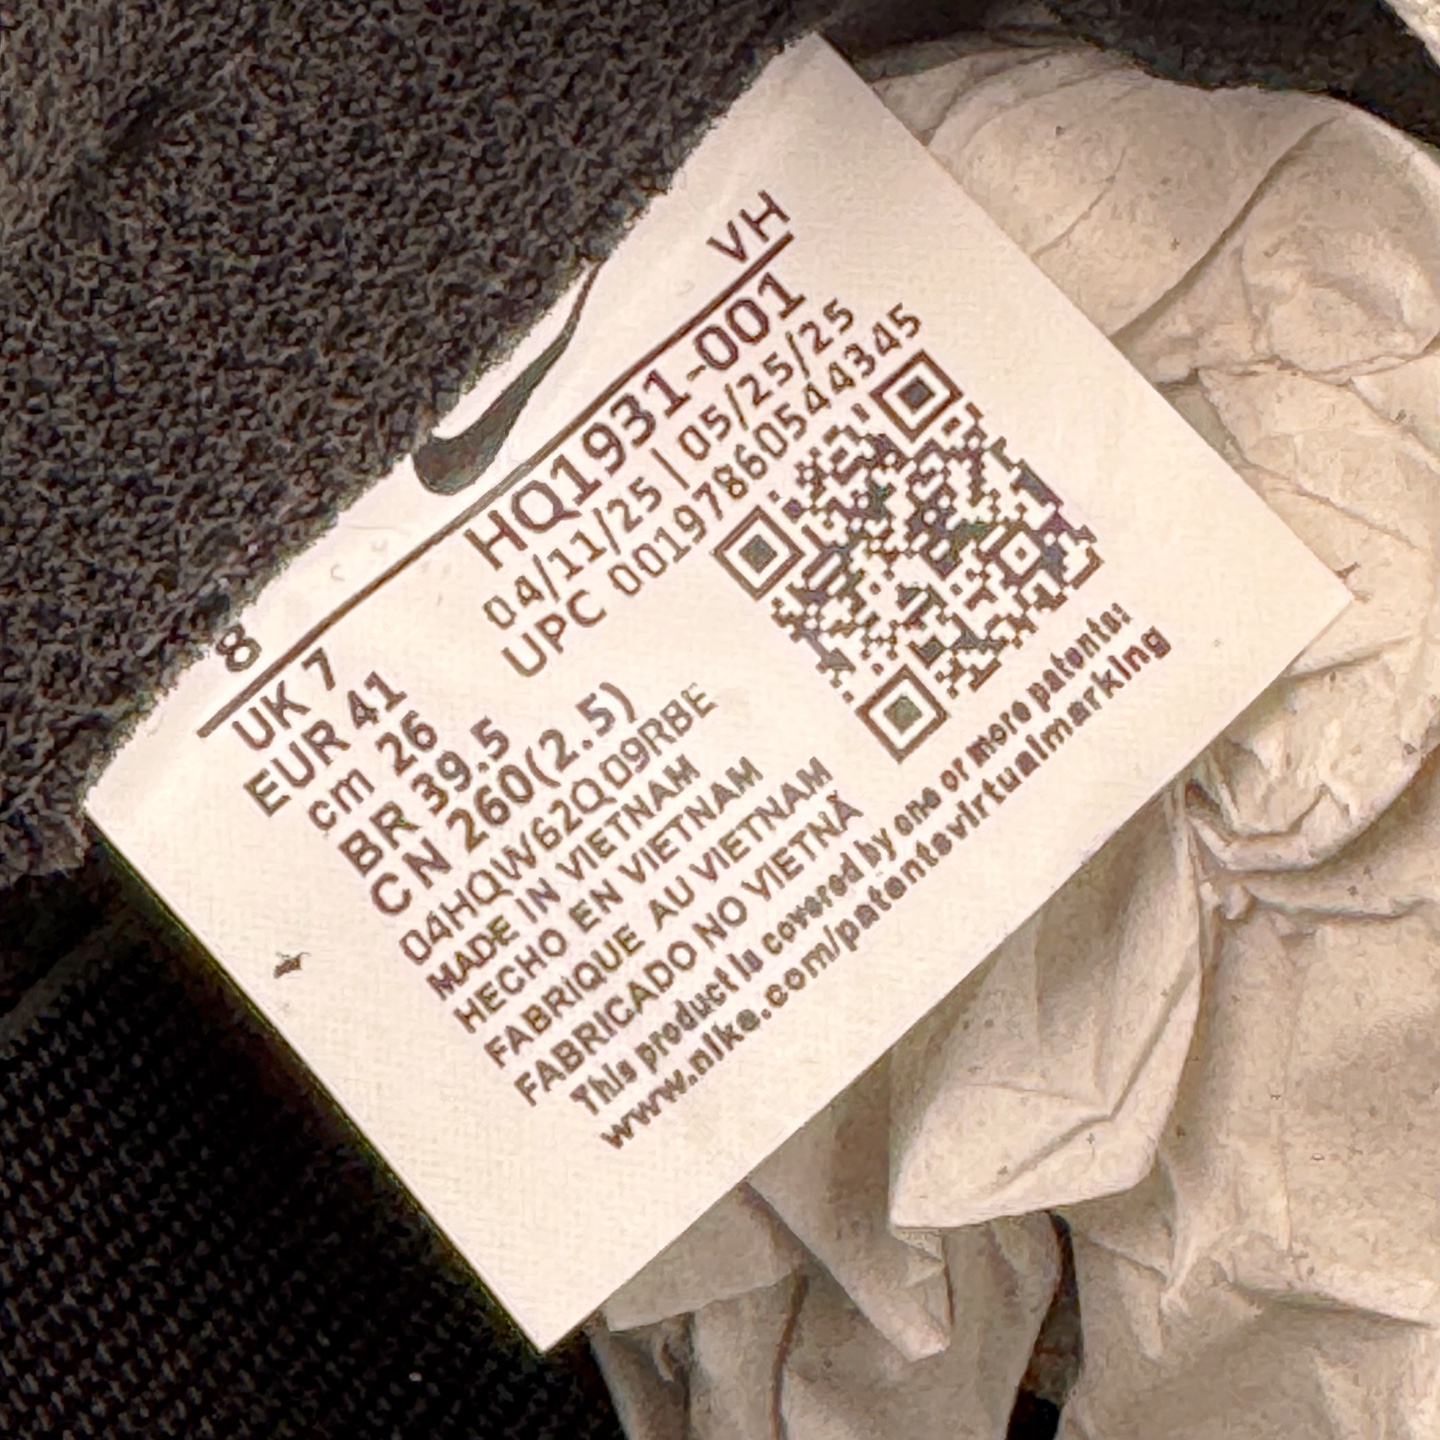 VH
8
HQ1931-001
04/11/25 | 05/25/25
UPC 00197860544345
UK 7
EUR 41
cm 26
BR 39.5
CN 260(2.5)
04HQW62Q09RBE
MADE IN VIETNAM
HECHO EN VIETNAM
FABRIQUE AU VIETNAM
FABRICADO NO VIETNÃ
This product is covered by one or more patents:
www.nike.com/patentsvirtualmarking